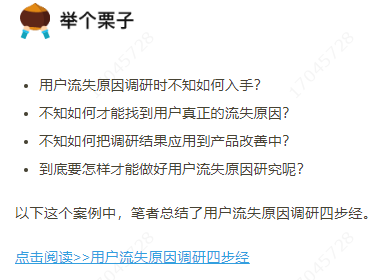 举个栗子
用户流失原因调研时不知如何入手？
不知如何才能找到用户真正的流失原因？
不知如何把调研结果应用到产品改善中？
到底要怎样才能做好用户流失原因研究呢？
以下这个案例中，笔者总结了用户流失原因调研四步经。
点击阅读>>用户流失原因调研四步经
17045728
17045728